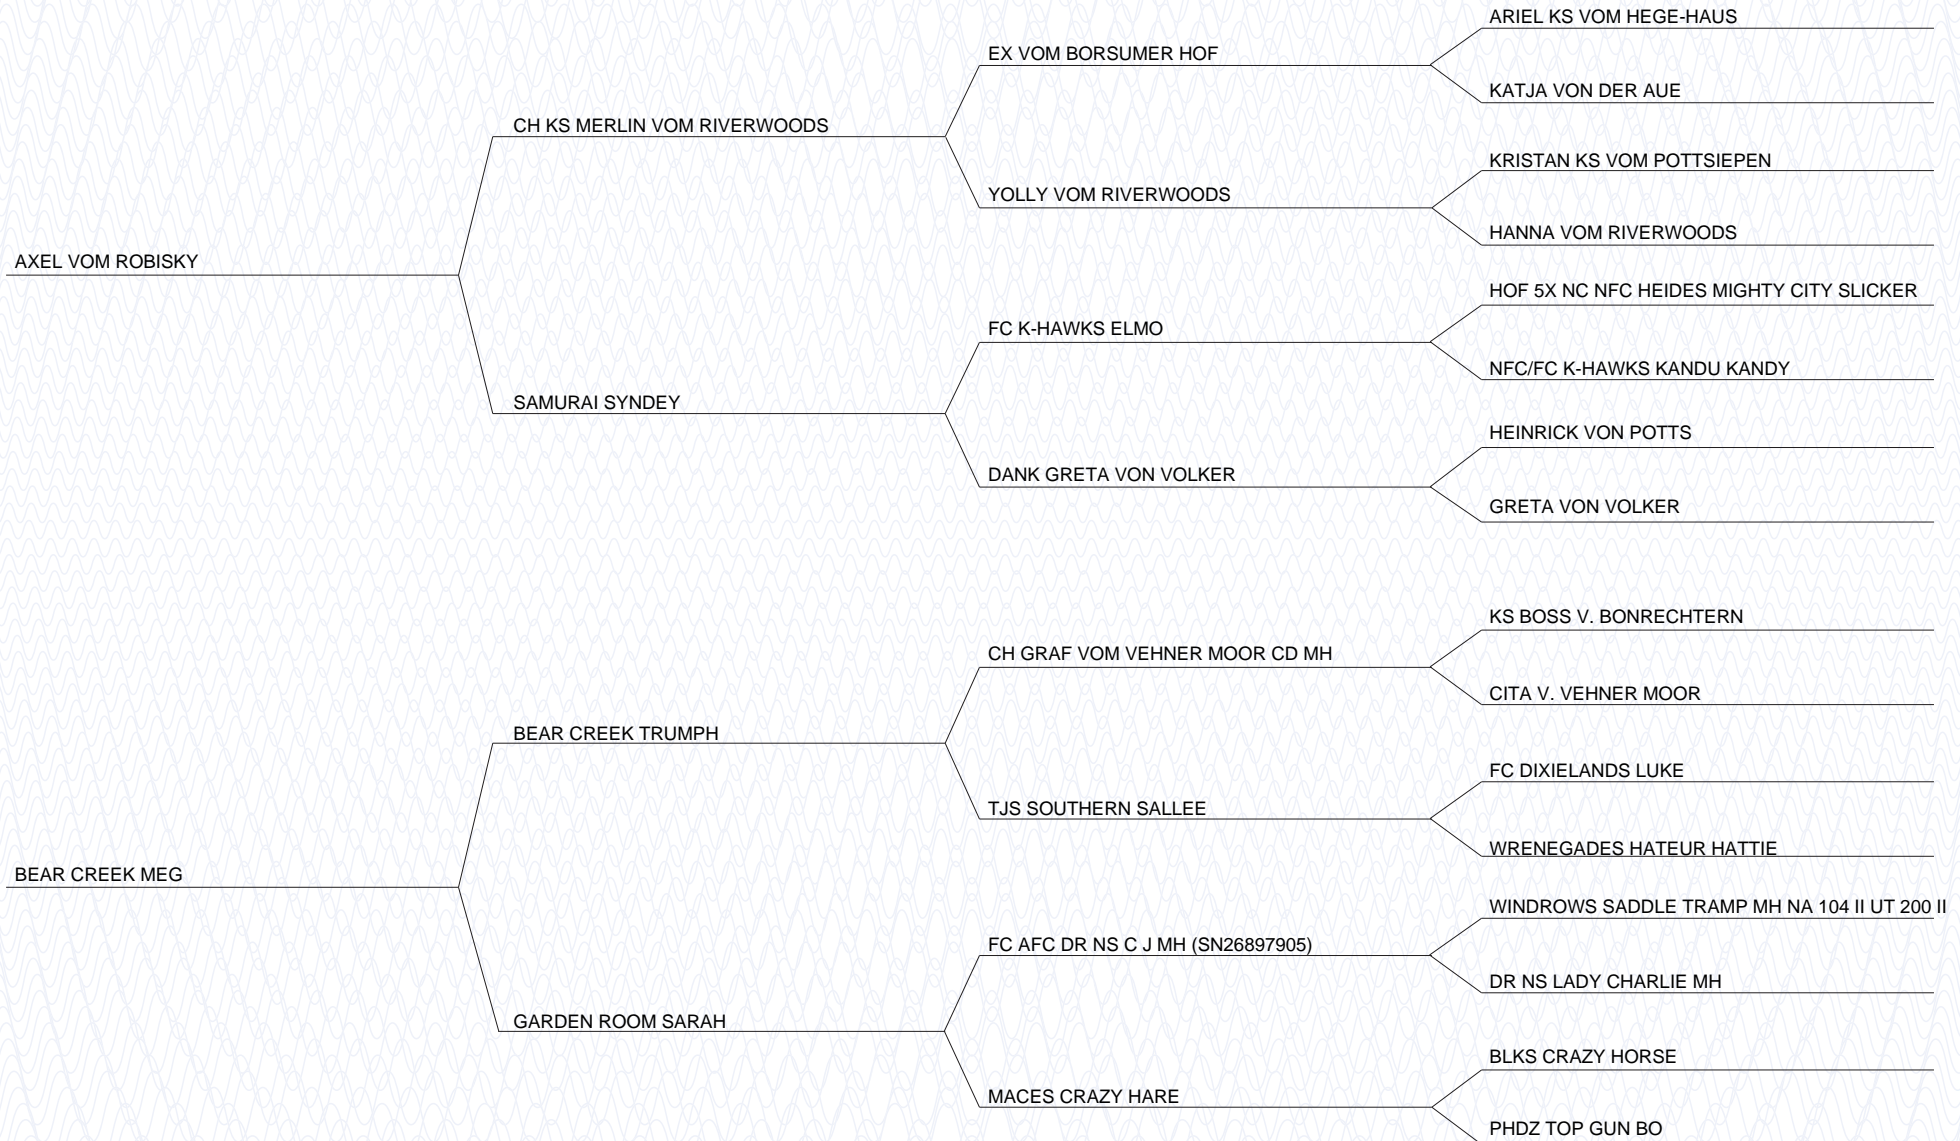 ARIEL KS VOM HEGE-HAUS
EX VOM BORSUMER HOF
KATJA VON DER AUE
CH KS MERLIN VOM RIVERWOODS
KRISTAN KS VOM POTTSIEPEN
YOLLY VOM RIVERWOODS
HANNA VOM RIVERWOODS
AXEL VOM ROBISKY
HOF 5X NC NFC HEIDES MIGHTY CITY SLICKER
FC K-HAWKS ELMO
NFC/FC K-HAWKS KANDU KANDY
SAMURAI SYNDEY
HEINRICK VON POTTS
DANK GRETA VON VOLKER
GRETA VON VOLKER
KS BOSS V. BONRECHTERN
CH GRAF VOM VEHNER MOOR CD MH
CITA V. VEHNER MOOR
BEAR CREEK TRUMPH
FC DIXIELANDS LUKE
TJS SOUTHERN SALLEE
WRENEGADES HATEUR HATTIE
BEAR CREEK MEG
WINDROWS SADDLE TRAMP MH NA 104 II UT 200 II
FC AFC DR NS C J MH (SN26897905)
DR NS LADY CHARLIE MH
GARDEN ROOM SARAH
BLKS CRAZY HORSE
MACES CRAZY HARE
PHDZ TOP GUN BO